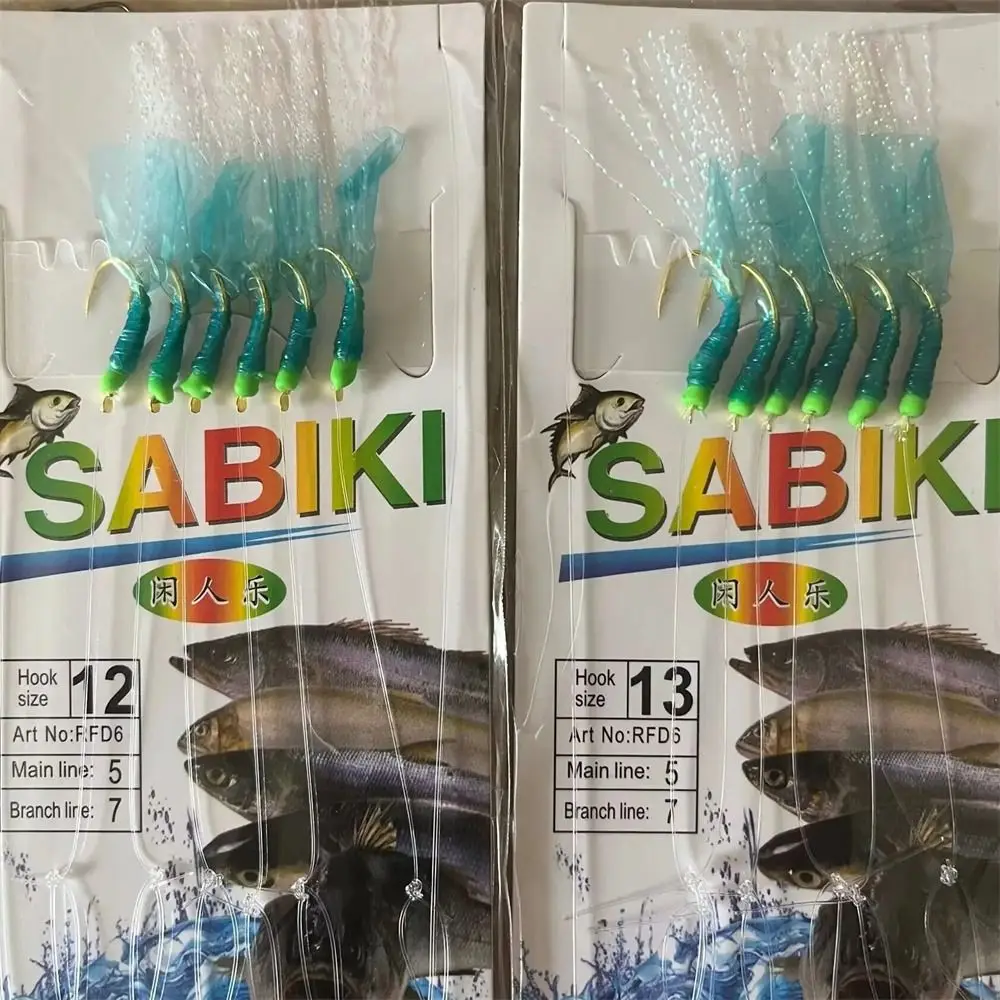 SABIKI
闲人乐
Hook size 12
Art No:RFD6
Main line: 5
Branch line: 7
SABIKI
闲人乐
Hook size 13
Art No:RFD6
Main line: 5
Branch line: 7